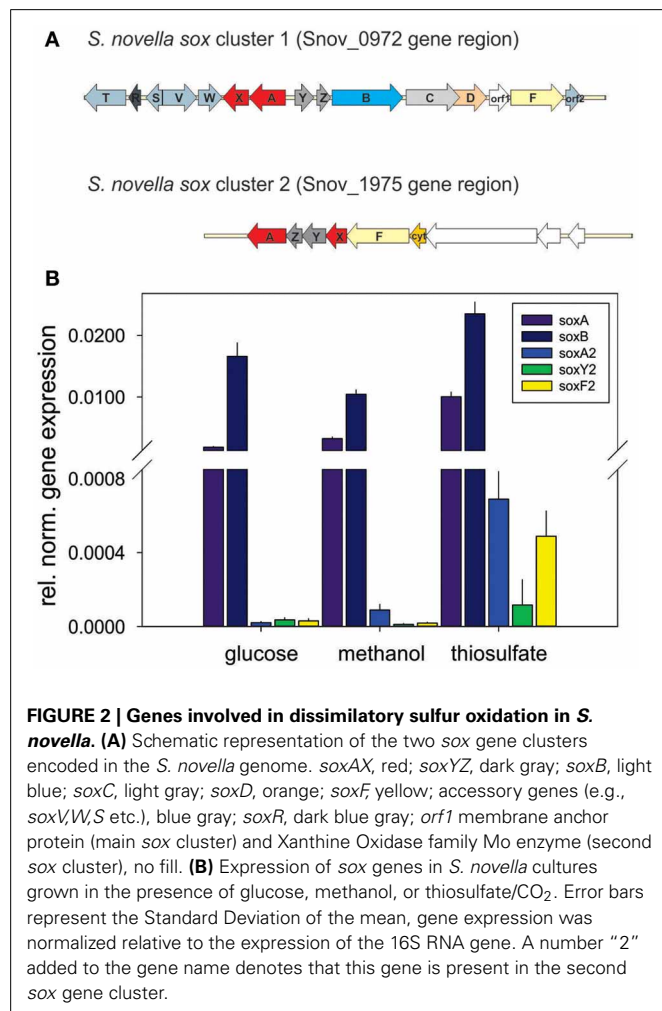 A
S. novella sox cluster 1 (Snov_0972 gene region)
T R S V W X A Y Z B C D orf1 F orf2
S. novella sox cluster 2 (Snov_1975 gene region)
A Z Y X F cyt
B
rel. norm. gene expression
0.0200
0.0100
0.0008
0.0004
0.0000
soxA
soxB
soxA2
soxY2
soxF2
glucose methanol thiosulfate
FIGURE 2 | Genes involved in dissimilatory sulfur oxidation in S.
novella. (A) Schematic representation of the two sox gene clusters
encoded in the S. novella genome. soxAX, red; soxYZ, dark gray; soxB, light
blue; soxC, light gray; soxD, orange; soxF, yellow; accessory genes (e.g.,
soxV,W,S etc.), blue gray; soxR, dark blue gray; orf1 membrane anchor
protein (main sox cluster) and Xanthine Oxidase family Mo enzyme (second
sox cluster), no fill. (B) Expression of sox genes in S. novella cultures
grown in the presence of glucose, methanol, or thiosulfate/CO₂. Error bars
represent the Standard Deviation of the mean, gene expression was
normalized relative to the expression of the 16S RNA gene. A number “2”
added to the gene name denotes that this gene is present in the second
sox gene cluster.